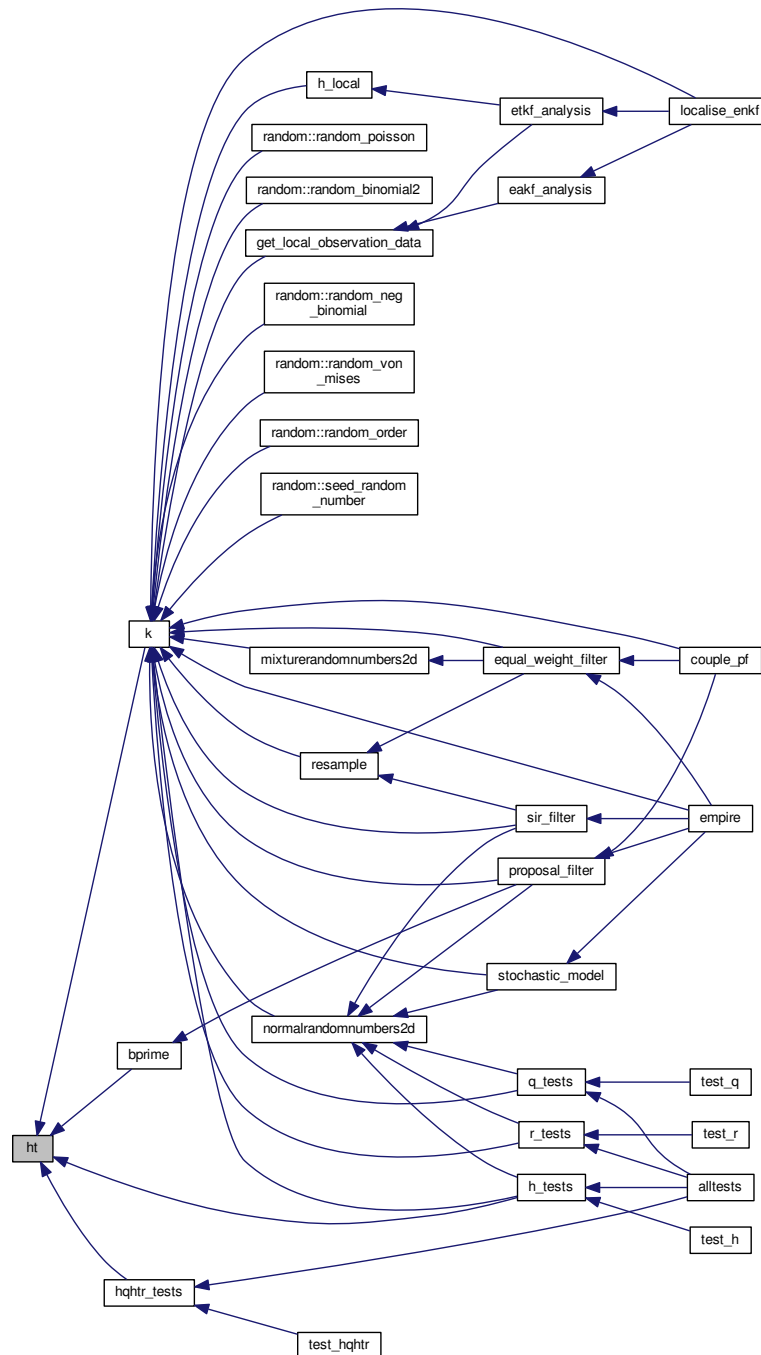 h_local
etkf_analysis
localise_enkf
random::random_poisson
random::random_binomial2
eakf_analysis
get_local_observation_data
random::random_neg
_binomial
random::random_von
_mises
random::random_order
random::seed_random
_number
k
mixturerandomnumbers2d
equal_weight_filter
couple_pf
resample
sir_filter
empire
proposal_filter
stochastic_model
normalrandomnumbers2d
bprime
q_tests
test_q
r_tests
test_r
ht
h_tests
alltests
test_h
hqhtr_tests
test_hqhtr